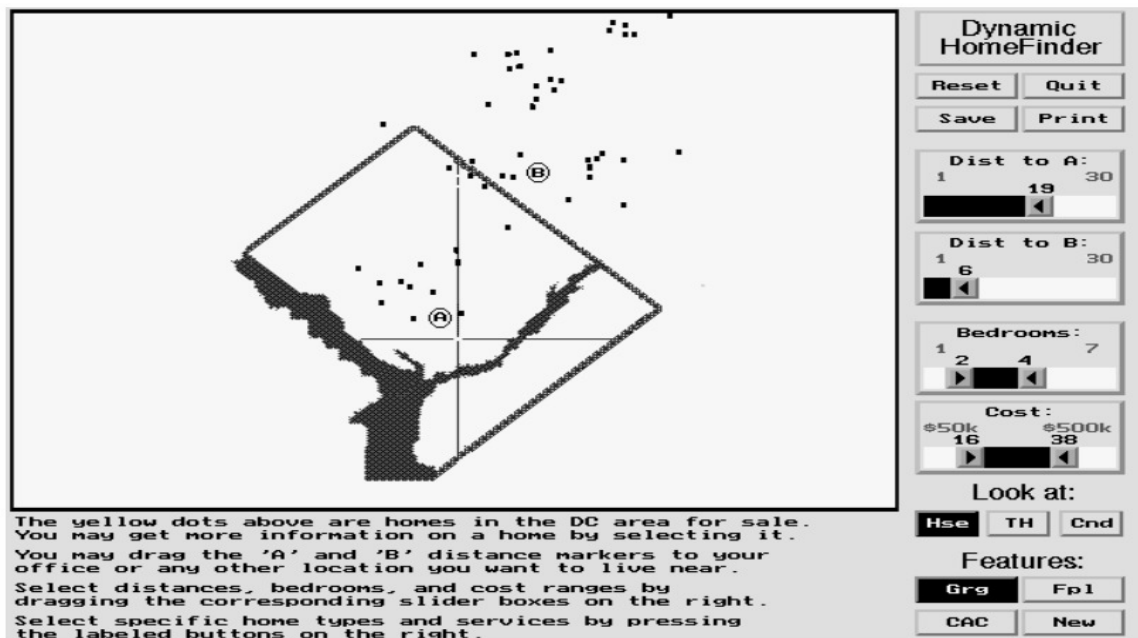 Dynamic
HomeFinder
Reset Quit
Save Print
Dist to A:
1 30
19
Dist to B:
1 30
6
Bedrooms:
1 7
2 4
Cost:
$50k $500k
16 38
Look at:
Hse TH Cnd
Features:
Grg Fpl
CAC New
B
A
The yellow dots above are homes in the DC area for sale.
You may get more information on a home by selecting it.
You may drag the 'A' and 'B' distance markers to your
office or any other location you want to live near.
Select distances, bedrooms, and cost ranges by
dragging the corresponding slider boxes on the right.
Select specific home types and services by pressing
the labeled buttons on the right.